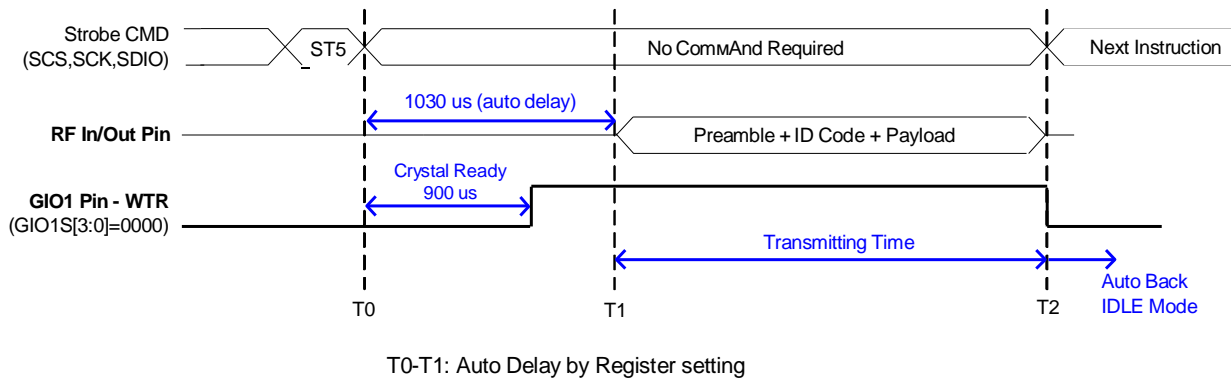 Strobe CMD
(SCS,SCK,SDIO)
ST5
No CommAnd Required
Next Instruction
1030 us (auto delay)
RF In/Out Pin
Preamble + ID Code + Payload
Crystal Ready
900 us
GIO1 Pin - WTR
(GIO1S[3:0]=0000)
Transmitting Time
Auto Back
IDLE Mode
T0
T1
T2
T0-T1: Auto Delay by Register setting